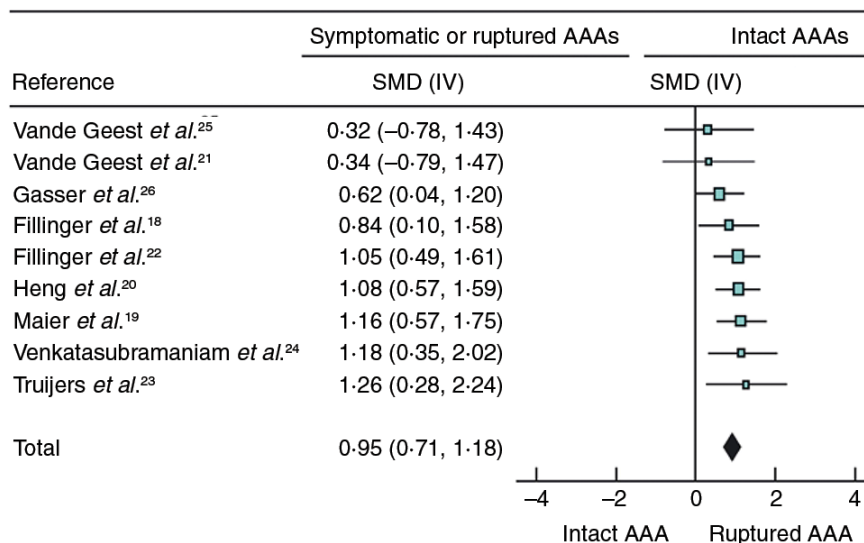 Symptomatic or ruptured AAAs Intact AAAs
Reference SMD (IV) SMD (IV)
Vande Geest et al.²⁵ 0·32 (–0·78, 1·43)
Vande Geest et al.²¹ 0·34 (–0·79, 1·47)
Gasser et al.²⁶ 0·62 (0·04, 1·20)
Fillinger et al.¹⁸ 0·84 (0·10, 1·58)
Fillinger et al.²² 1·05 (0·49, 1·61)
Heng et al.²⁰ 1·08 (0·57, 1·59)
Maier et al.¹⁹ 1·16 (0·57, 1·75)
Venkatasubramaniam et al.²⁴ 1·18 (0·35, 2·02)
Truijers et al.²³ 1·26 (0·28, 2·24)
Total 0·95 (0·71, 1·18)
–4 –2 0 2 4
Intact AAA Ruptured AAA